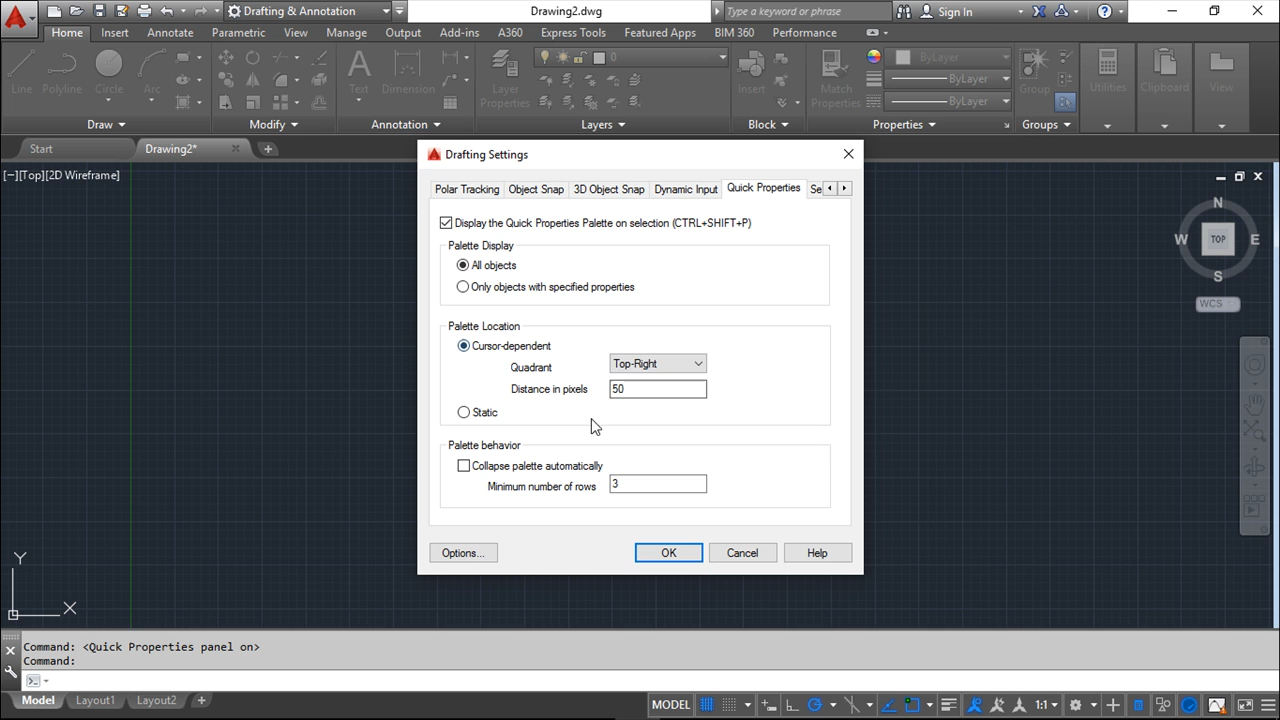 Drafting & Annotation
Drawing2.dwg
Type a keyword or phrase
Sign In
Home Insert Annotate Parametric View Manage Output Add-ins A360 Express Tools Featured Apps BIM 360 Performance
Line Polyline Circle Arc Text Dimension Layer Properties 0 Insert Match Properties ByLayer ByLayer ByLayer Group Utilities Clipboard View
Draw Modify Annotation Layers Block Properties Groups
Start Drawing2*
[−][Top][2D Wireframe]
Drafting Settings
Polar Tracking Object Snap 3D Object Snap Dynamic Input Quick Properties Se
Display the Quick Properties Palette on selection (CTRL+SHIFT+P)
Palette Display
All objects
Only objects with specified properties
Palette Location
Cursor-dependent
Quadrant Top-Right
Distance in pixels 50
Static
Palette behavior
Collapse palette automatically
Minimum number of rows 3
Options... OK Cancel Help
N
W TOP E
S
WCS
Y
X
Command: <Quick Properties panel on>
Command:
Model Layout1 Layout2
MODEL 1:1